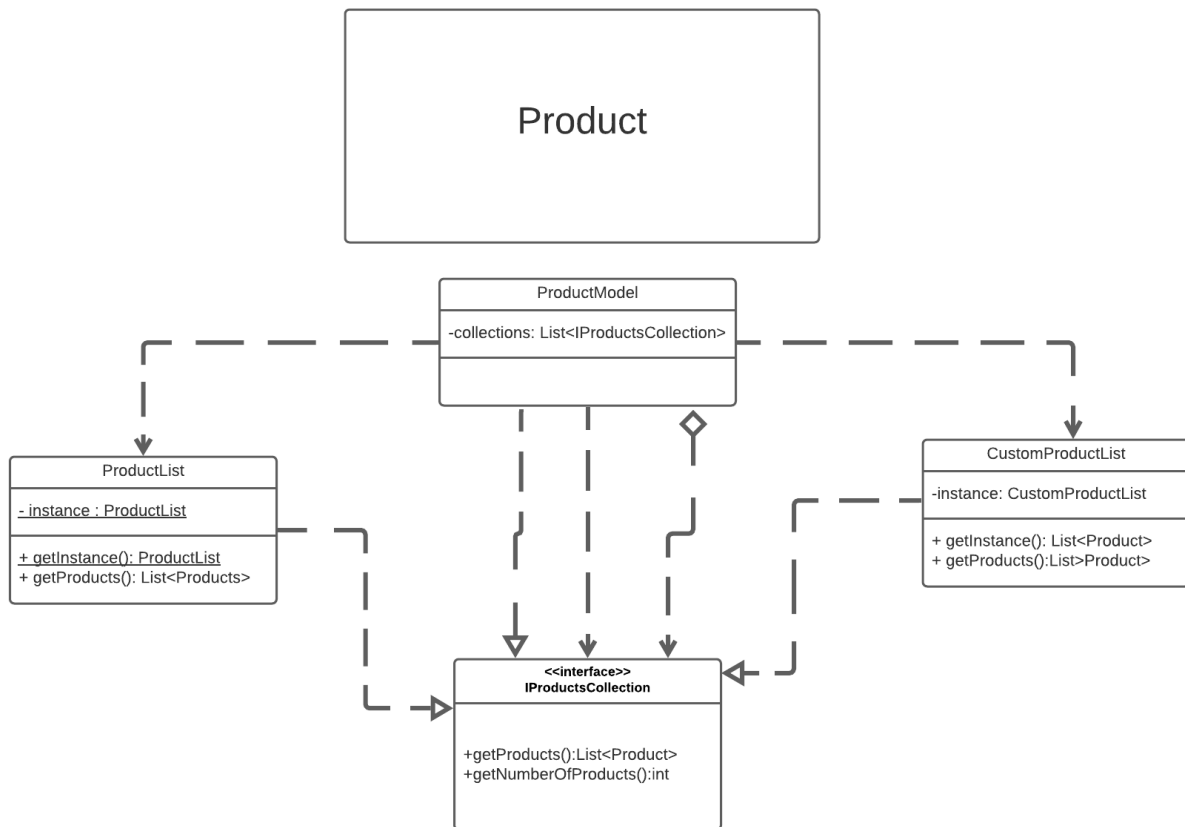 Product
ProductModel
-collections: List<IProductsCollection>
ProductList
- instance : ProductList
+ getInstance(): ProductList
+ getProducts(): List<Products>
CustomProductList
-instance: CustomProductList
+ getInstance(): List<Product>
+ getProducts():List>Product>
<<interface>>
IProductsCollection
+getProducts():List<Product>
+getNumberOfProducts():int